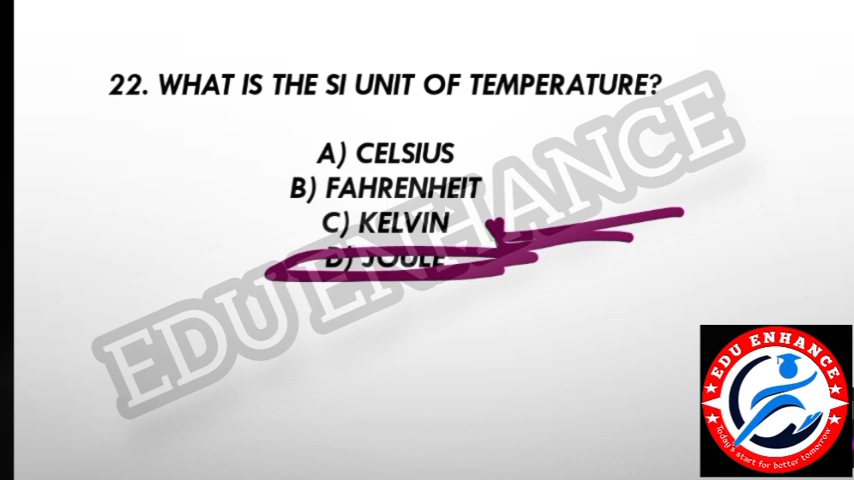 22. WHAT IS THE SI UNIT OF TEMPERATURE?
A) CELSIUS
B) FAHRENHEIT
C) KELVIN
D) JOULE
EDU ENHANCE
EDU ENHANCE
Today's start for better tomorrow